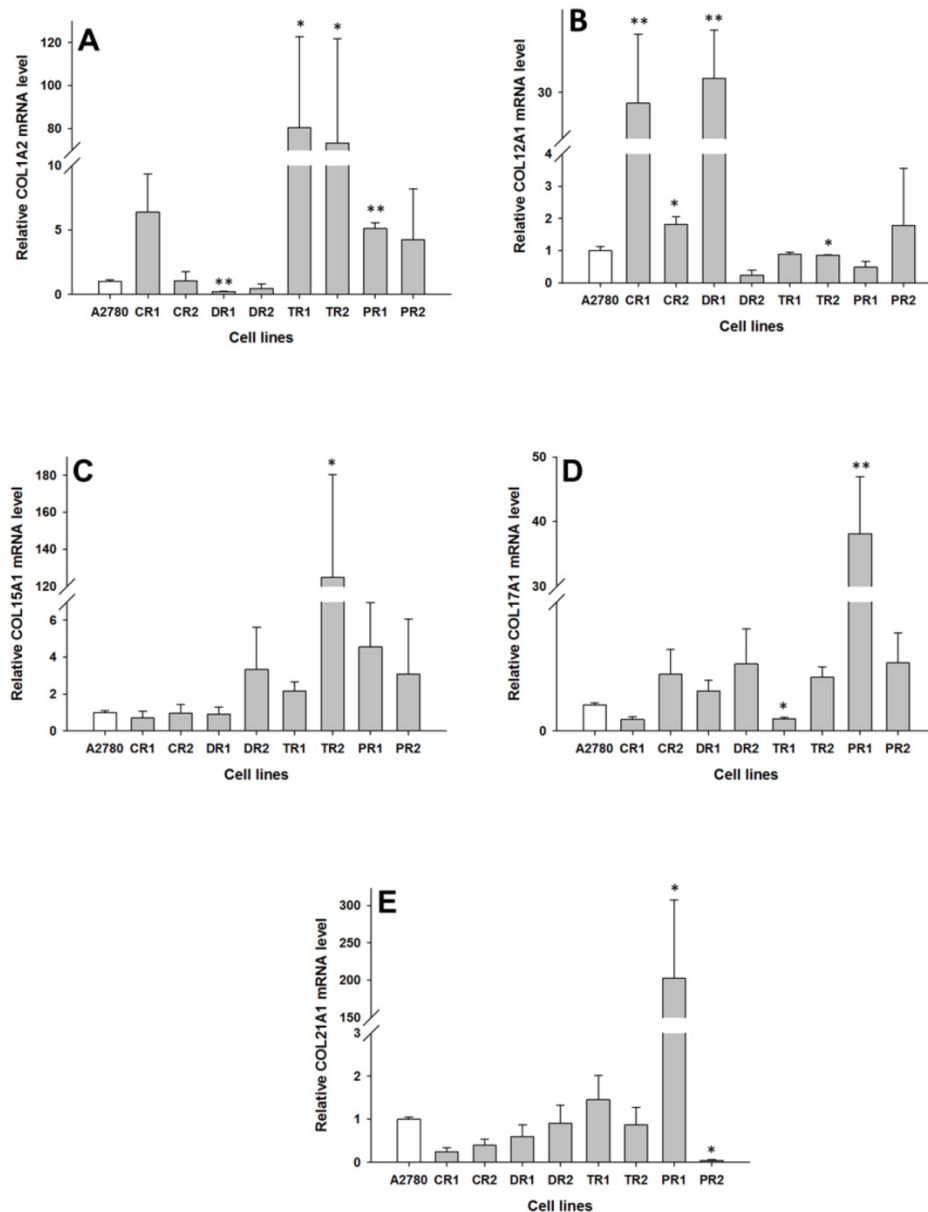 A
Relative COL1A2 mRNA level
120
100
80
60
10
5
0
* * ** **
A2780 CR1 CR2 DR1 DR2 TR1 TR2 PR1 PR2
Cell lines
B
Relative COL12A1 mRNA level
30
4
3
2
1
0
** * ** *
A2780 CR1 CR2 DR1 DR2 TR1 TR2 PR1 PR2
Cell lines
C
Relative COL15A1 mRNA level
180
160
140
120
6
4
2
0
*
A2780 CR1 CR2 DR1 DR2 TR1 TR2 PR1 PR2
Cell lines
D
Relative COL17A1 mRNA level
50
40
30
0
* **
A2780 CR1 CR2 DR1 DR2 TR1 TR2 PR1 PR2
Cell lines
E
Relative COL21A1 mRNA level
300
250
200
150
3
2
1
0
* *
A2780 CR1 CR2 DR1 DR2 TR1 TR2 PR1 PR2
Cell lines